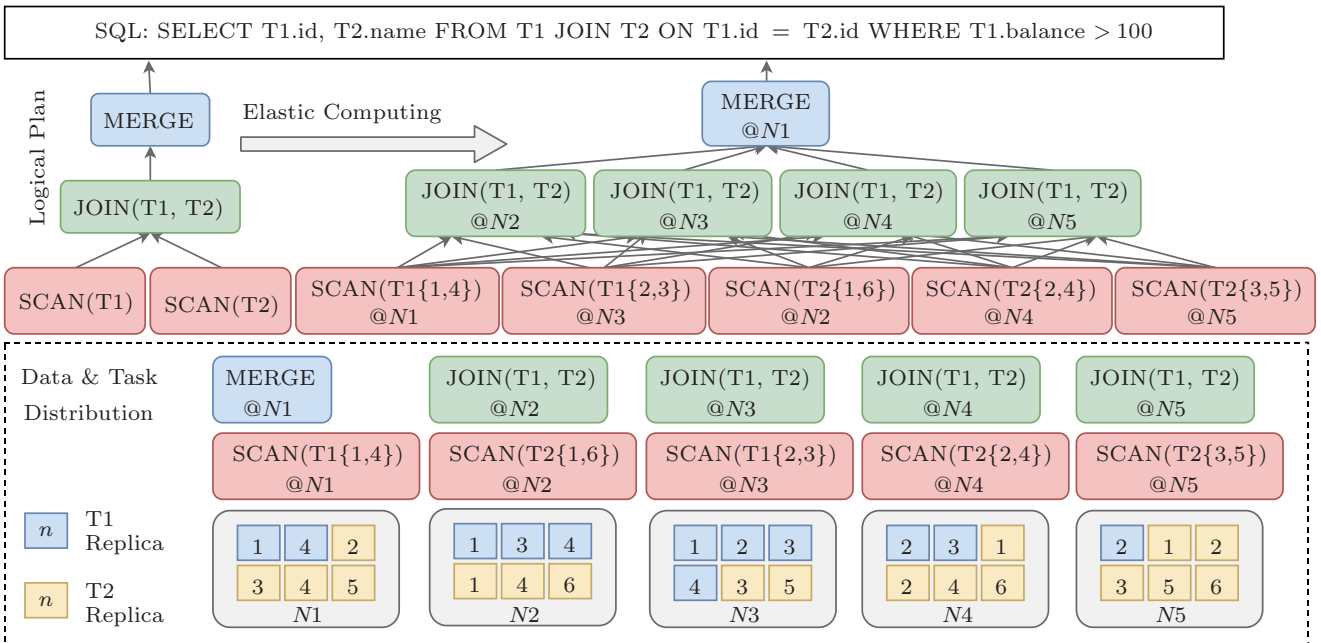 SQL: SELECT T1.id, T2.name FROM T1 JOIN T2 ON T1.id = T2.id WHERE T1.balance > 100
Logical Plan
MERGE
Elastic Computing
MERGE
@N1
JOIN(T1, T2)
JOIN(T1, T2)
@N2
JOIN(T1, T2)
@N3
JOIN(T1, T2)
@N4
JOIN(T1, T2)
@N5
SCAN(T1)
SCAN(T2)
SCAN(T1{1,4})
@N1
SCAN(T1{2,3})
@N3
SCAN(T2{1,6})
@N2
SCAN(T2{2,4})
@N4
SCAN(T2{3,5})
@N5
Data & Task
Distribution
MERGE
@N1
JOIN(T1, T2)
@N2
JOIN(T1, T2)
@N3
JOIN(T1, T2)
@N4
JOIN(T1, T2)
@N5
SCAN(T1{1,4})
@N1
SCAN(T2{1,6})
@N2
SCAN(T1{2,3})
@N3
SCAN(T2{2,4})
@N4
SCAN(T2{3,5})
@N5
n T1
Replica
n T2
Replica
1 4 2
3 4 5
N1
1 3 4
1 4 6
N2
1 2 3
4 3 5
N3
2 3 1
2 4 6
N4
2 1 2
3 5 6
N5